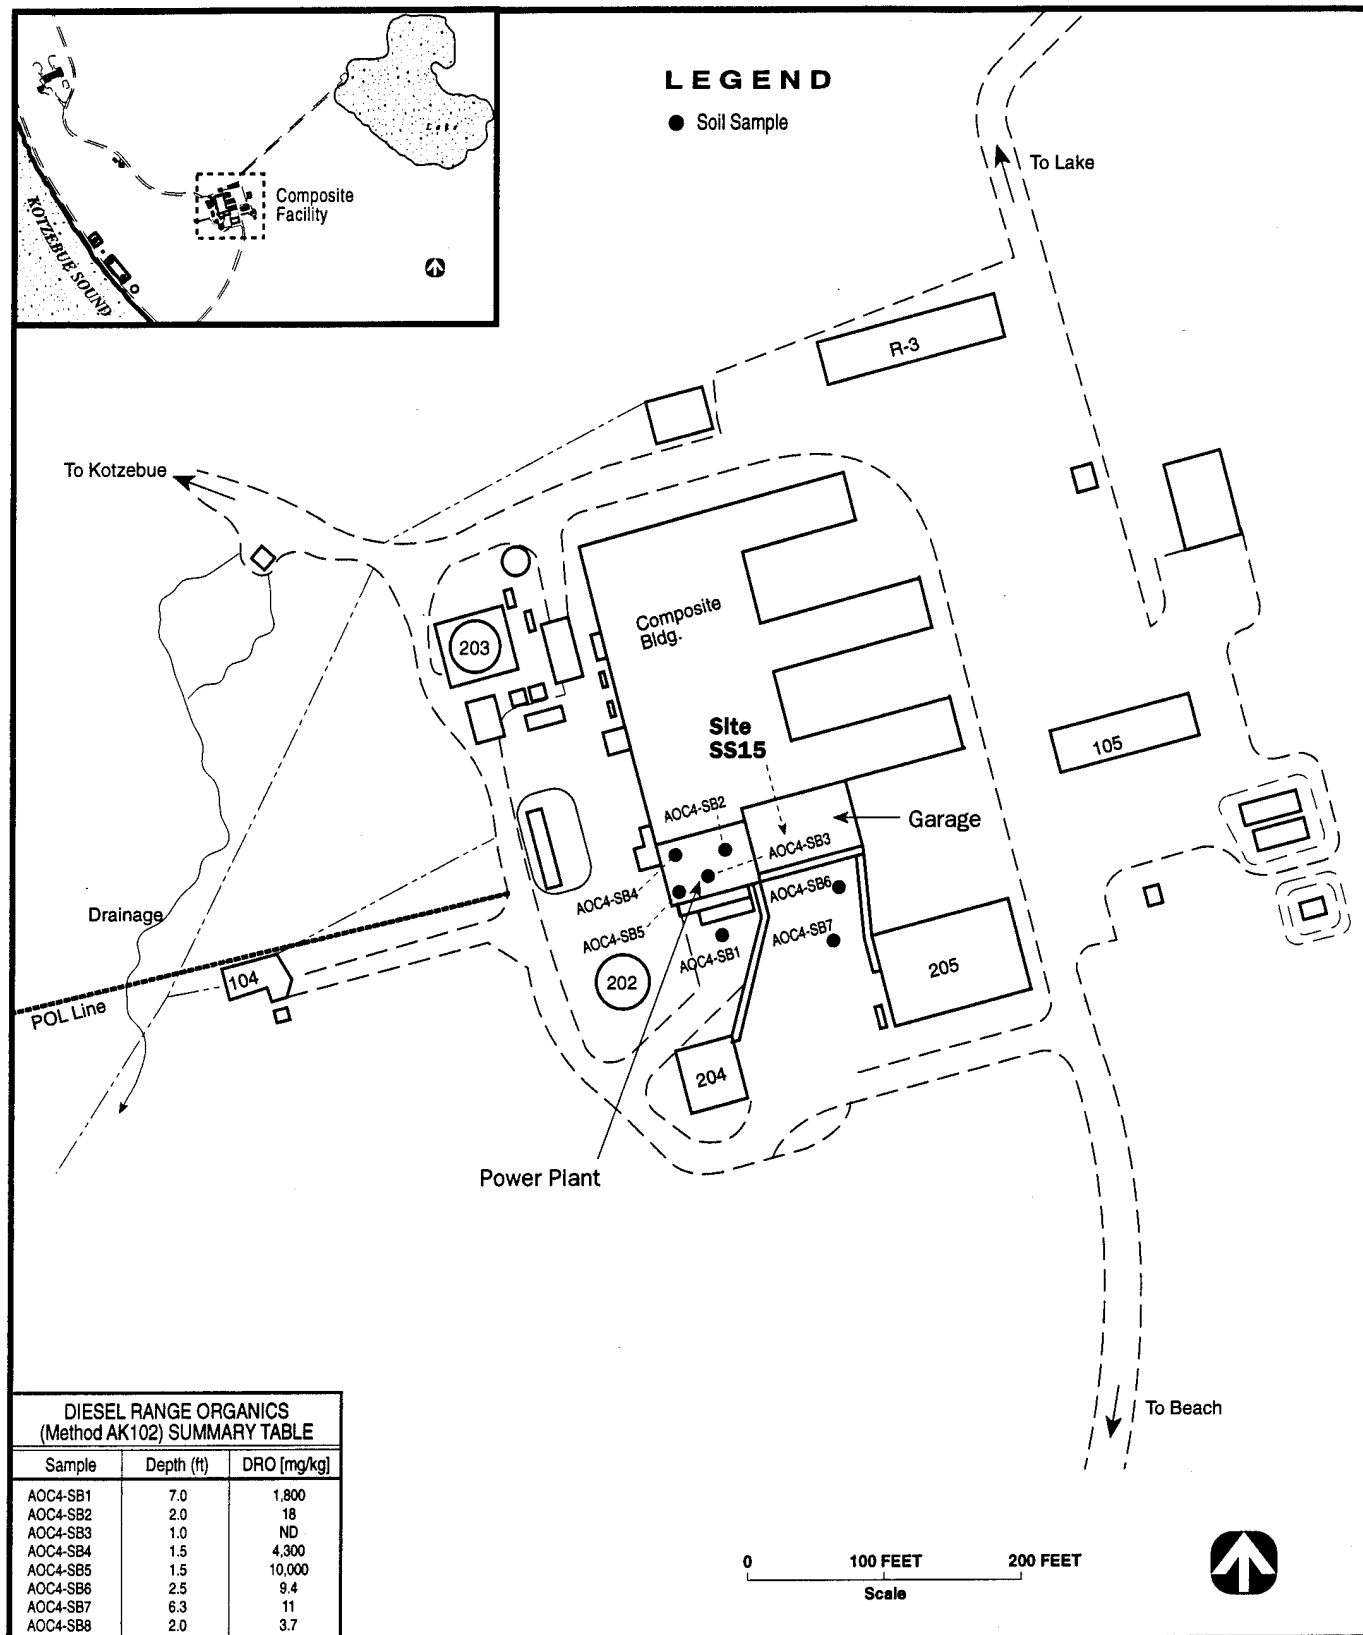 LEGEND
Soil Sample
Lake
Composite
Facility
KOTZEBUE SOUND
To Lake
R-3
To Kotzebue
Composite
Bldg.
203
Site
SS15
105
AOC4-SB2
Garage
AOC4-SB3
AOC4-SB6
AOC4-SB4
AOC4-SB7
AOC4-SB5
AOC4-SB1
Drainage
205
104
202
POL Line
204
Power Plant
To Beach
DIESEL RANGE ORGANICS
(Method AK102) SUMMARY TABLE
Sample Depth (ft) DRO [mg/kg]
AOC4-SB1 7.0 1,800
AOC4-SB2 2.0 18
AOC4-SB3 1.0 ND
AOC4-SB4 1.5 4,300
AOC4-SB5 1.5 10,000
AOC4-SB6 2.5 9.4
AOC4-SB7 6.3 11
AOC4-SB8 2.0 3.7
0 100 FEET 200 FEET
Scale